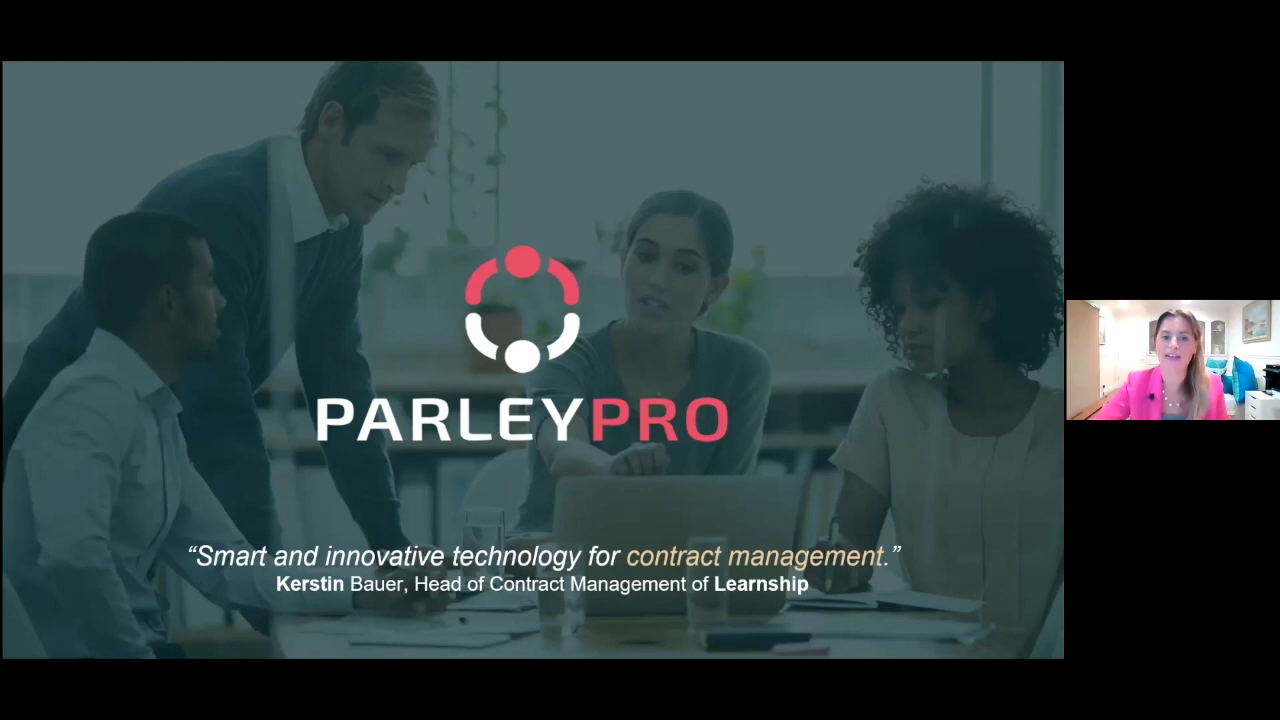 PARLEYPRO
“Smart and innovative technology for contract management.”
Kerstin Bauer, Head of Contract Management of Learnship